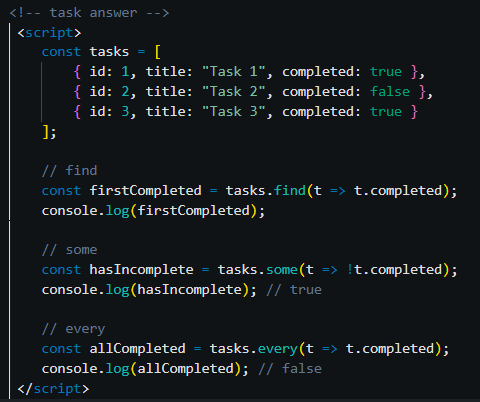 <!-- task answer -->
<script>
const tasks = [
{ id: 1, title: "Task 1", completed: true },
{ id: 2, title: "Task 2", completed: false },
{ id: 3, title: "Task 3", completed: true }
];
// find
const firstCompleted = tasks.find(t => t.completed);
console.log(firstCompleted);
// some
const hasIncomplete = tasks.some(t => !t.completed);
console.log(hasIncomplete); // true
// every
const allCompleted = tasks.every(t => t.completed);
console.log(allCompleted); // false
</script>